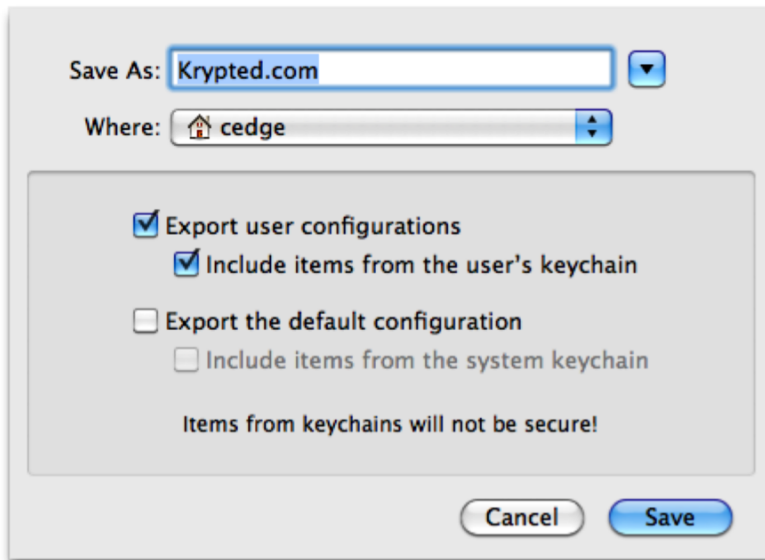 Save As: Krypted.com
Where: cedge
Export user configurations
Include items from the user's keychain
Export the default configuration
Include items from the system keychain
Items from keychains will not be secure!
Cancel Save